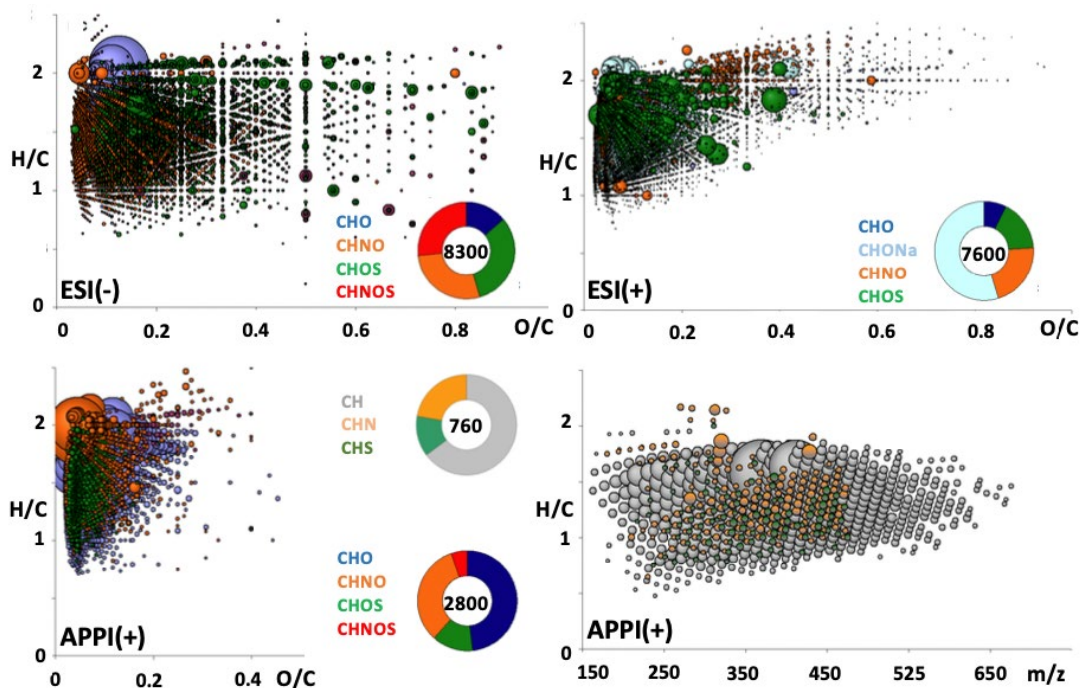 2
H/C
1
0
ESI(-)
CHO
CHNO
CHOS
CHNOS
8300
0
0.2
0.4
0.6
0.8
O/C
2
H/C
1
0
ESI(+)
CHO
CHONa
CHNO
CHOS
7600
0
0.2
0.4
0.6
0.8
O/C
2
H/C
1
0
APPI(+)
CH
CHN
CHS
760
CHO
CHNO
CHOS
CHNOS
2800
0
0.2
0.4
O/C
2
H/C
1
0
APPI(+)
150
250
350
450
525
650
m/z